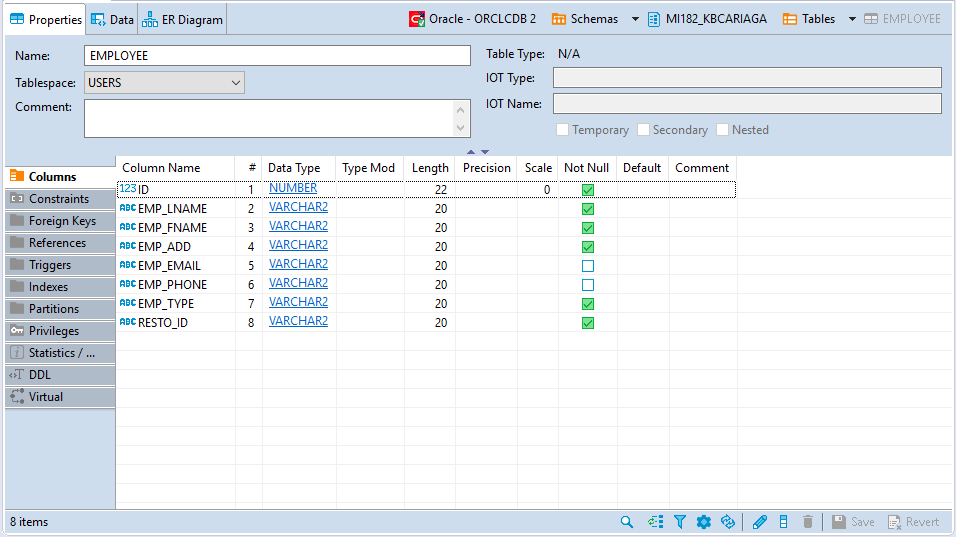 Properties Data ER Diagram Oracle - ORCLCDB 2 Schemas MI182_KBCARIAGA Tables EMPLOYEE
Name: EMPLOYEE Table Type: N/A
Tablespace: USERS IOT Type:
Comment: IOT Name:
Temporary Secondary Nested
Column Name # Data Type Type Mod Length Precision Scale Not Null Default Comment
123 ID 1 NUMBER 22 0
ABC EMP_LNAME 2 VARCHAR2 20
ABC EMP_FNAME 3 VARCHAR2 20
ABC EMP_ADD 4 VARCHAR2 20
ABC EMP_EMAIL 5 VARCHAR2 20
ABC EMP_PHONE 6 VARCHAR2 20
ABC EMP_TYPE 7 VARCHAR2 20
ABC RESTO_ID 8 VARCHAR2 20
Columns
Constraints
Foreign Keys
References
Triggers
Indexes
Partitions
Privileges
Statistics / ...
DDL
Virtual
8 items Save Revert